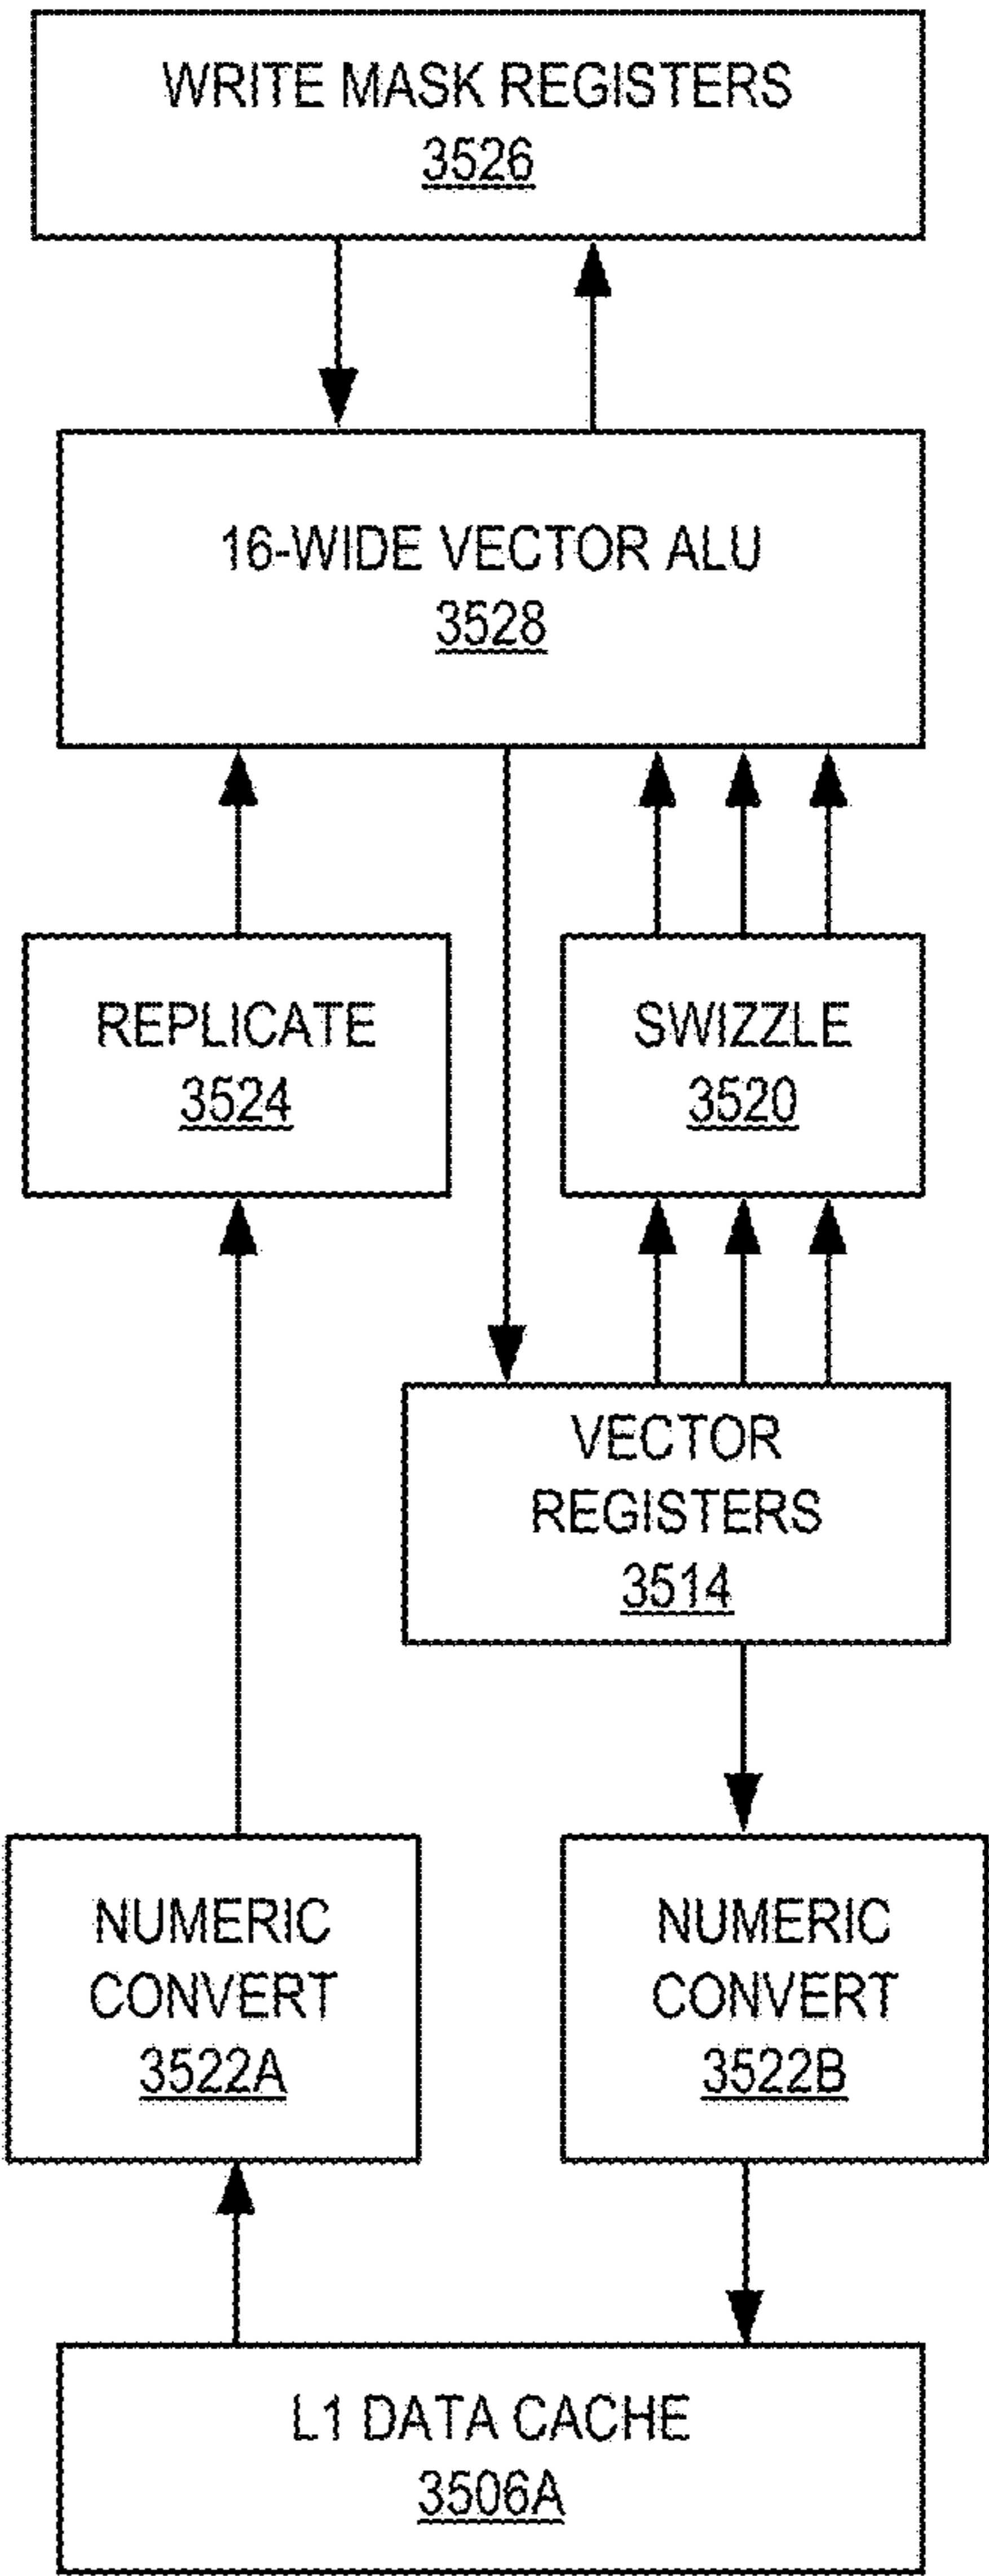 WRITE MASK REGISTERS
3526
16-WIDE VECTOR ALU
3528
REPLICATE
3524
SWIZZLE
3520
VECTOR
REGISTERS
3514
NUMERIC
CONVERT
3522A
NUMERIC
CONVERT
3522B
L1 DATA CACHE
3506A